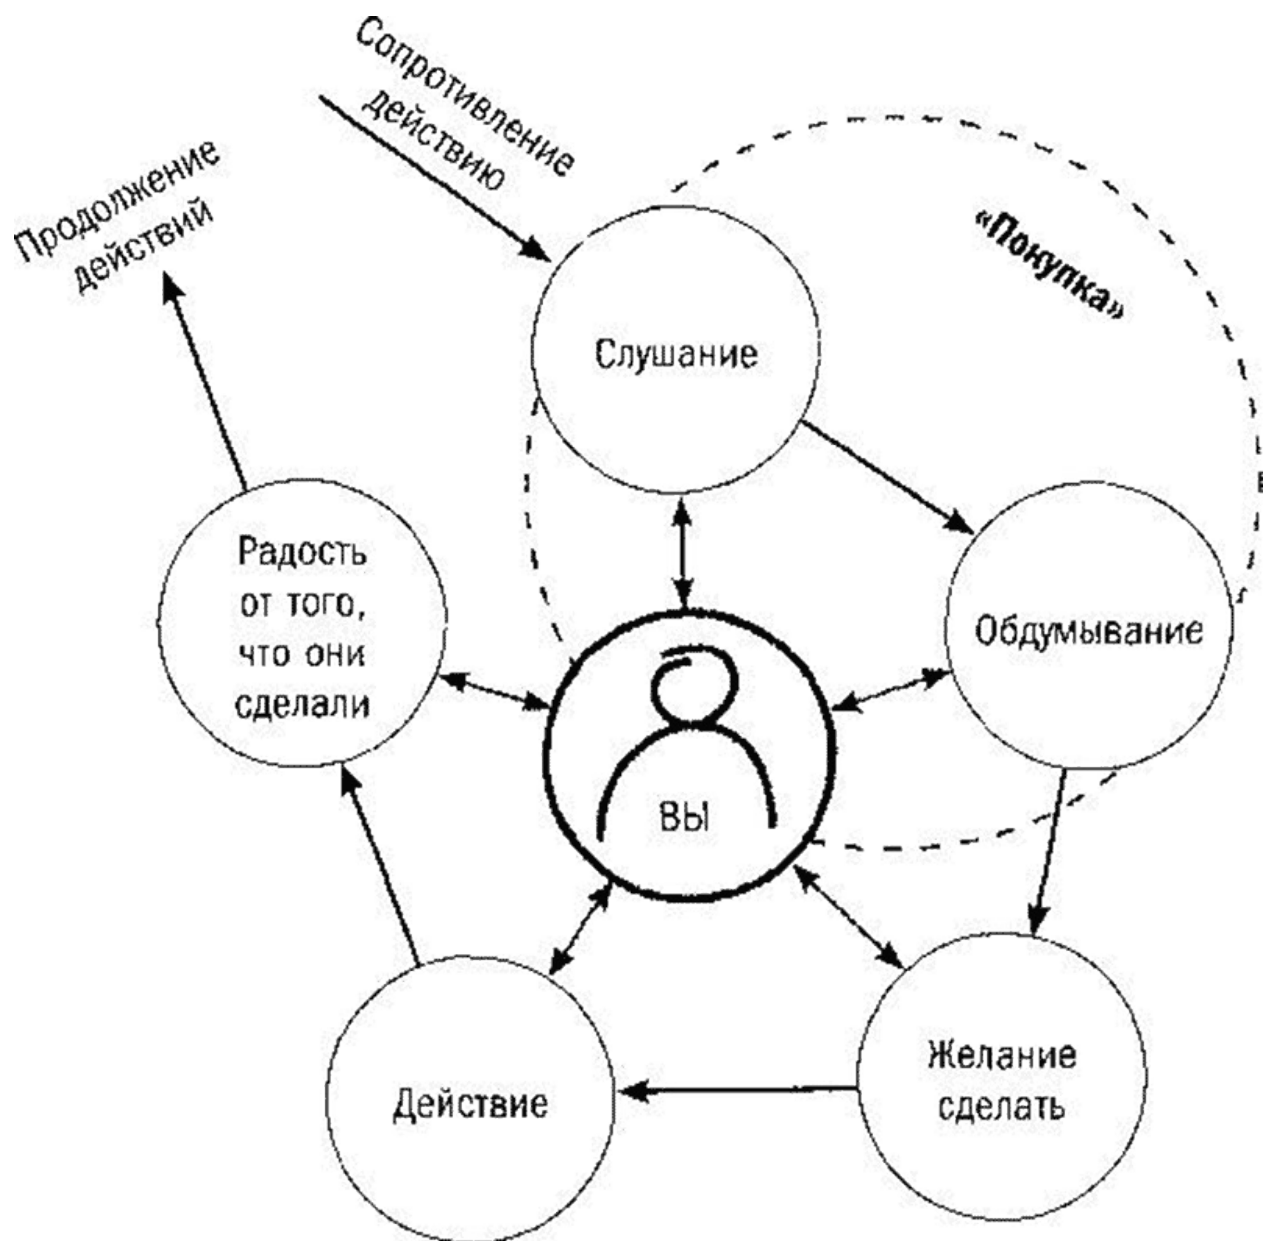 Сопротивление
действию
Продолжение
действий
«Покупка»
Слушание
Обдумывание
Радость
от того,
что они
сделали
ВЫ
Желание
сделать
Действие